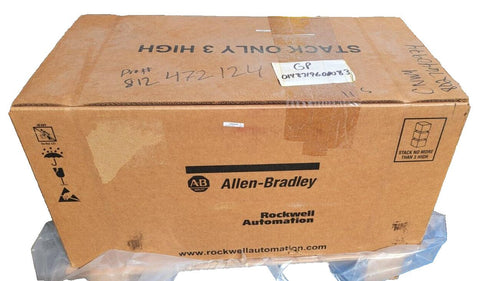 STACK ONLY 3 HIGH
812 472124
GP
STACK NO MORE
THAN 3 HIGH
AB
Allen-Bradley
Rockwell
Automation
www.rockwellautomation.com